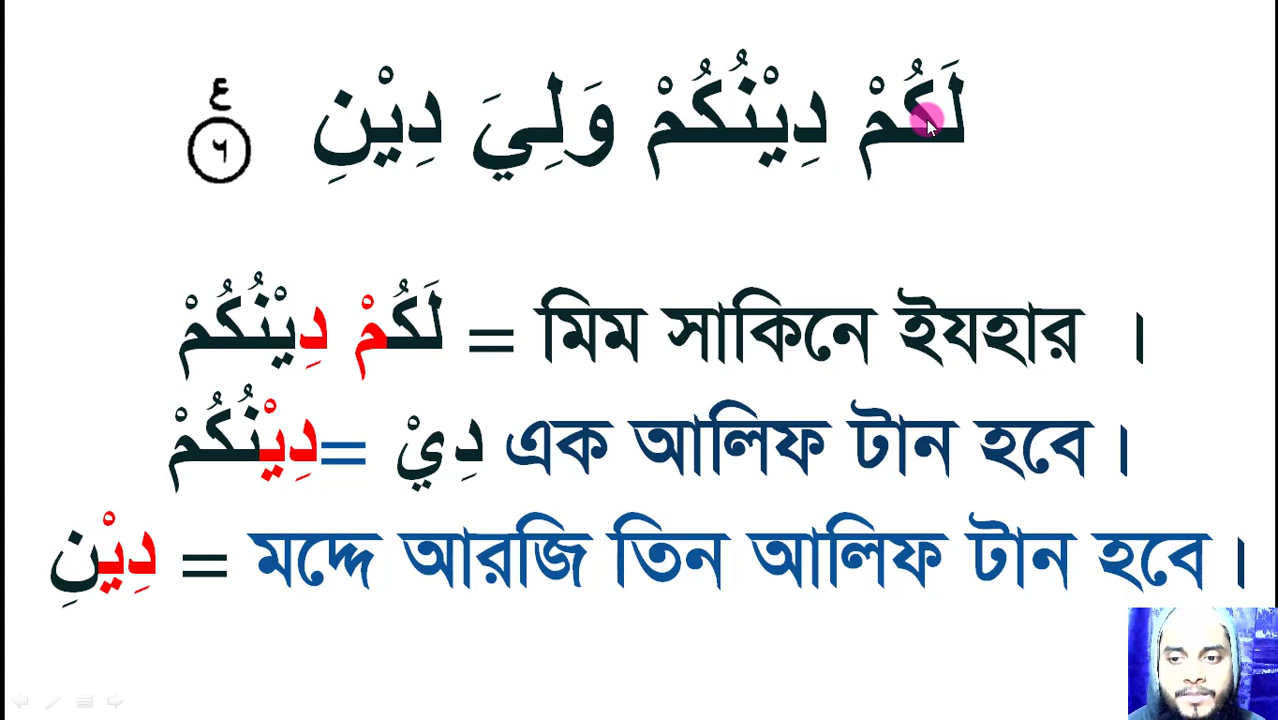 لَكُمْ دِيْنُكُمْ وَلِيَ دِيْنِ ٦ ع
لَكُمْ دِيْنُكُمْ = মিম সাকিনে ইযহার ।
دِيْنُكُمْ = دِيْ এক আলিফ টান হবে।
دِيْنِ = মদ্দে আরজি তিন আলিফ টান হবে।